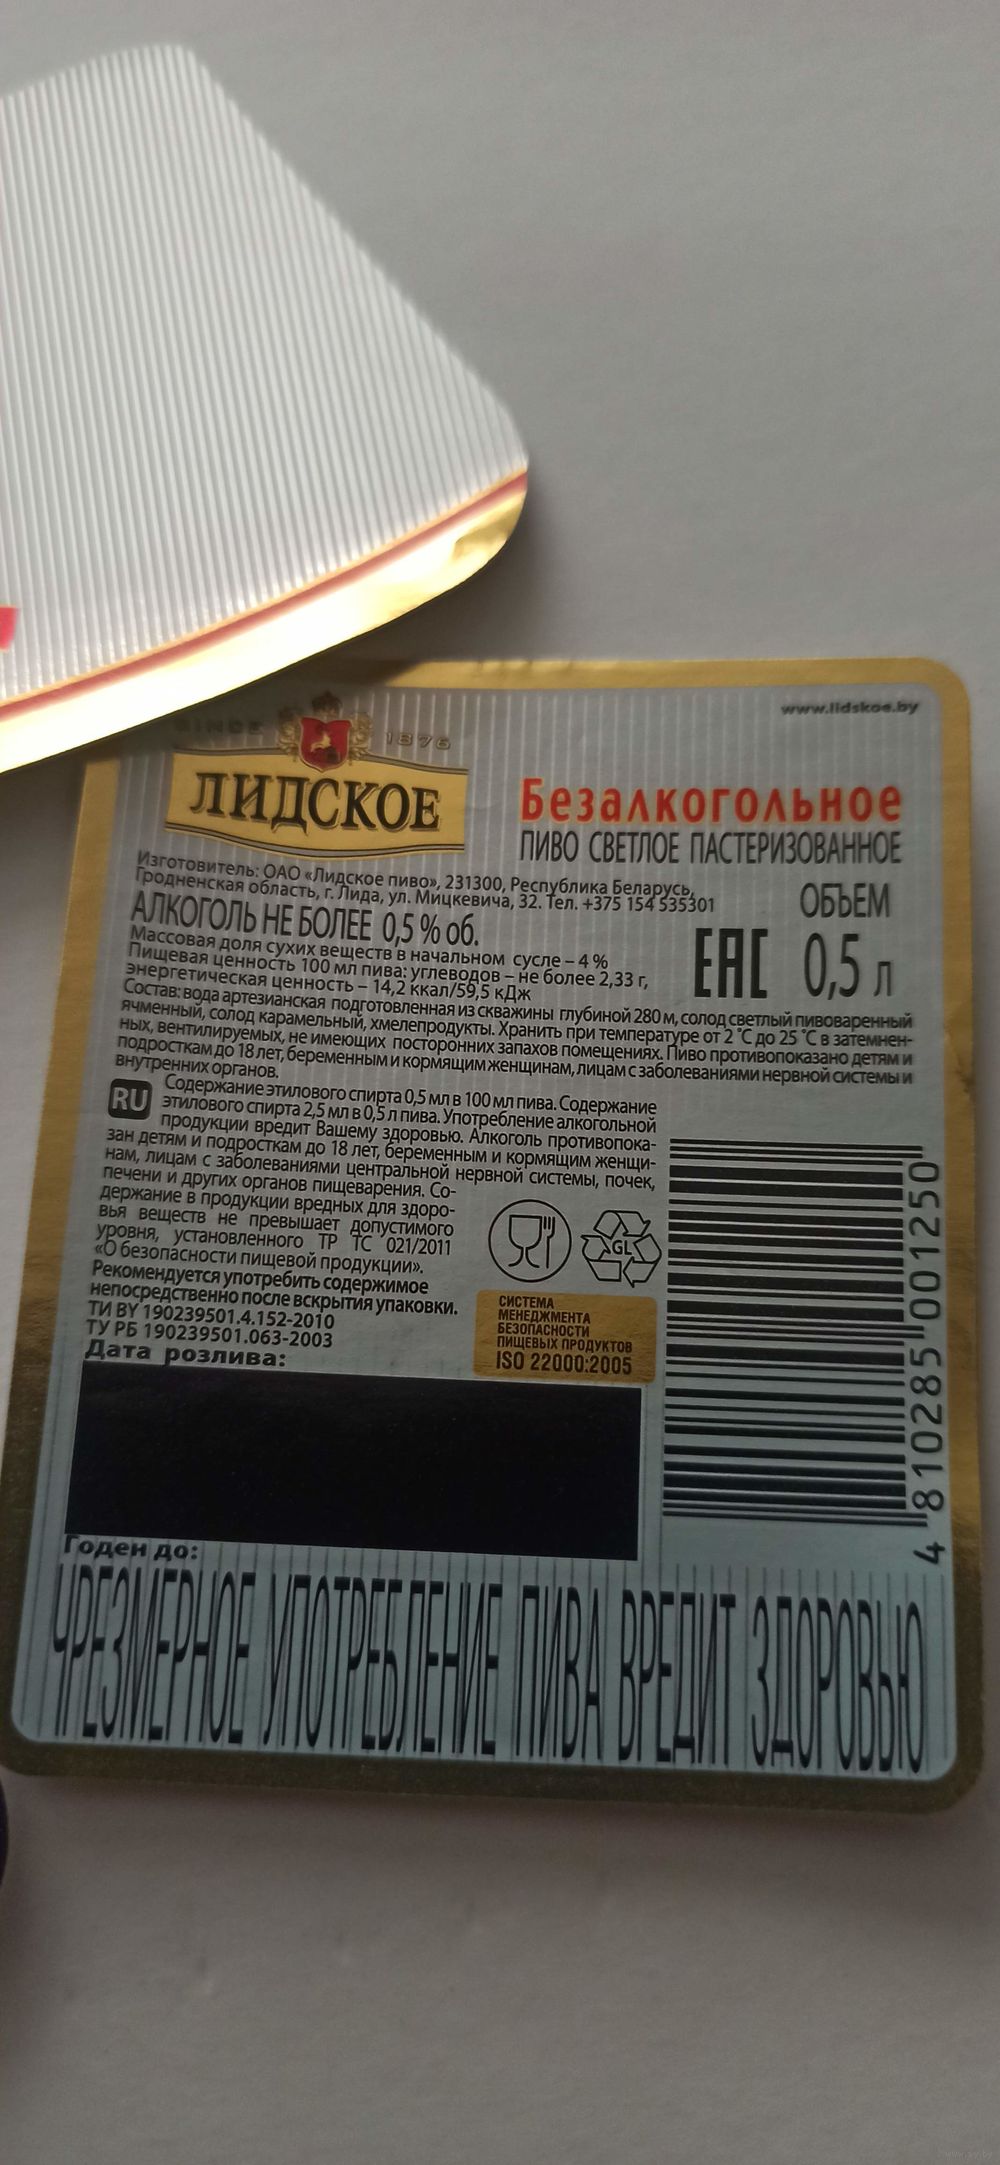 www.lidskoe.by
SINCE 1876
ЛИДСКОЕ
Безалкогольное
ПИВО СВЕТЛОЕ ПАСТЕРИЗОВАННОЕ
Изготовитель: ОАО «Лидское пиво», 231300, Республика Беларусь,
Гродненская область, г. Лида, ул. Мицкевича, 32. Тел. +375 154 535301
АЛКОГОЛЬ НЕ БОЛЕЕ 0,5 % об.
ОБЪЕМ
0,5 л
EAC
Массовая доля сухих веществ в начальном сусле – 4 %
Пищевая ценность 100 мл пива: углеводов – не более 2,33 г,
энергетическая ценность – 14,2 ккал/59,5 кДж
Состав: вода артезианская подготовленная из скважины глубиной 280 м, солод светлый пивоваренный
ячменный, солод карамельный, хмелепродукты. Хранить при температуре от 2 °С до 25 °С в затемнен-
ных, вентилируемых, не имеющих посторонних запахов помещениях. Пиво противопоказано детям и
подросткам до 18 лет, беременным и кормящим женщинам, лицам с заболеваниями нервной системы и
внутренних органов.
RU Содержание этилового спирта 0,5 мл в 100 мл пива. Содержание
этилового спирта 2,5 мл в 0,5 л пива. Употребление алкогольной
продукции вредит Вашему здоровью. Алкоголь противопока-
зан детям и подросткам до 18 лет, беременным и кормящим женщи-
нам, лицам с заболеваниями центральной нервной системы, почек,
печени и других органов пищеварения. Со-
держание в продукции вредных для здоро-
вья веществ не превышает допустимого
уровня, установленного ТР ТС 021/2011
«О безопасности пищевой продукции».
Рекомендуется употребить содержимое
непосредственно после вскрытия упаковки.
ТИ BY 190239501.4.152-2010
ТУ РБ 190239501.063-2003
GL
СИСТЕМА
МЕНЕДЖМЕНТА
БЕЗОПАСНОСТИ
ПИЩЕВЫХ ПРОДУКТОВ
ISO 22000:2005
4 810285 001250
Дата розлива:
Годен до:
ЧРЕЗМЕРНОЕ УПОТРЕБЛЕНИЕ ПИВА ВРЕДИТ ЗДОРОВЬЮ